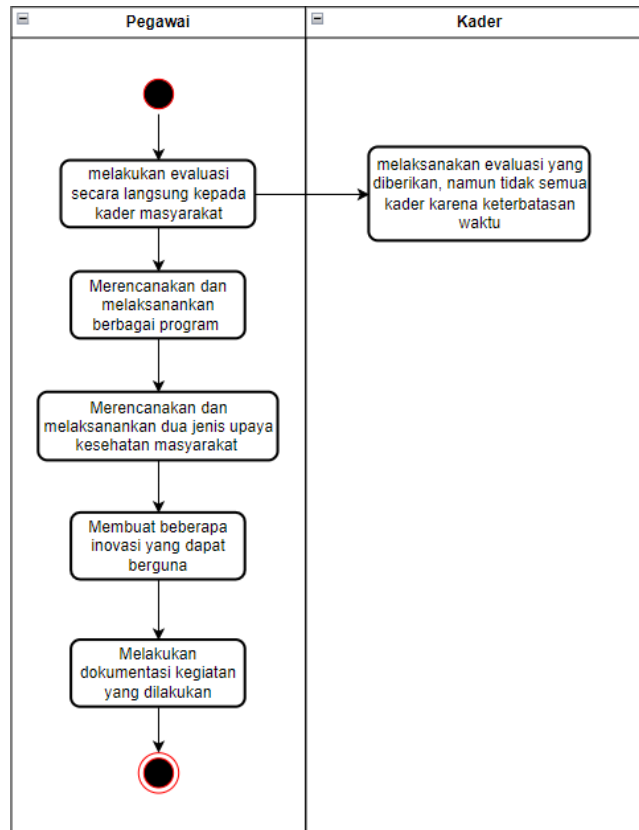 Pegawai
Kader
melakukan evaluasi
secara langsung kepada
kader masyarakat
melaksanakan evaluasi yang
diberikan, namun tidak semua
kader karena keterbatasan
waktu
Merencanakan dan
melaksanankan
berbagai program
Merencanakan dan
melaksanankan dua jenis upaya
kesehatan masyarakat
Membuat beberapa
inovasi yang dapat
berguna
Melakukan
dokumentasi kegiatan
yang dilakukan